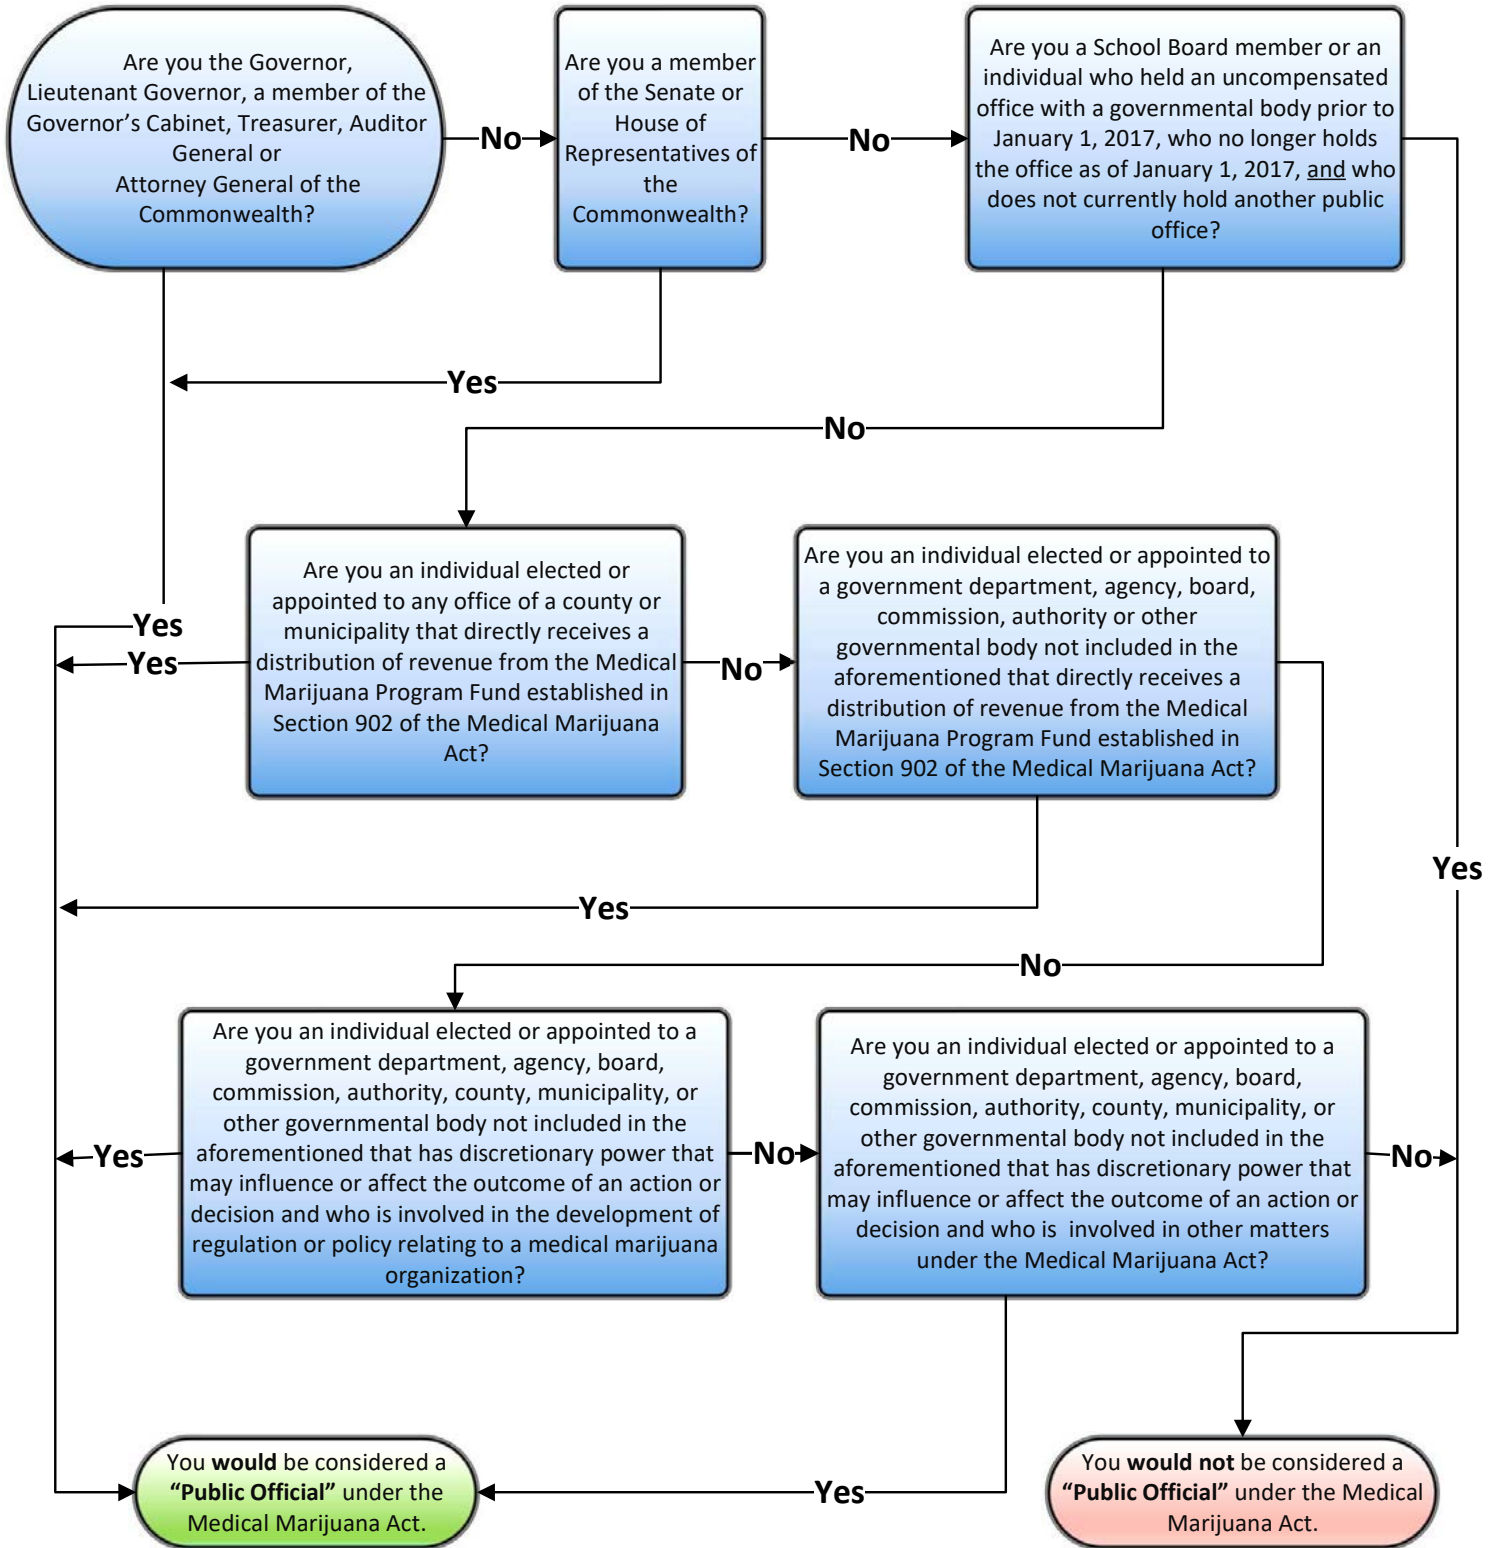 Are you the Governor,
Lieutenant Governor, a member of the
Governor’s Cabinet, Treasurer, Auditor
General or
Attorney General of the
Commonwealth?
No
Are you a member
of the Senate or
House of
Representatives of
the
Commonwealth?
No
Are you a School Board member or an
individual who held an uncompensated
office with a governmental body prior to
January 1, 2017, who no longer holds
the office as of January 1, 2017, and who
does not currently hold another public
office?
Yes
No
Yes
Yes
Are you an individual elected or
appointed to any office of a county or
municipality that directly receives a
distribution of revenue from the Medical
Marijuana Program Fund established in
Section 902 of the Medical Marijuana
Act?
No
Are you an individual elected or appointed to
a government department, agency, board,
commission, authority or other
governmental body not included in the
aforementioned that directly receives a
distribution of revenue from the Medical
Marijuana Program Fund established in
Section 902 of the Medical Marijuana Act?
Yes
Yes
No
Yes
Are you an individual elected or appointed to a
government department, agency, board,
commission, authority, county, municipality, or
other governmental body not included in the
aforementioned that has discretionary power that
may influence or affect the outcome of an action or
decision and who is involved in the development of
regulation or policy relating to a medical marijuana
organization?
No
Are you an individual elected or appointed to a
government department, agency, board,
commission, authority, county, municipality, or
other governmental body not included in the
aforementioned that has discretionary power that
may influence or affect the outcome of an action or
decision and who is involved in other matters
under the Medical Marijuana Act?
No
You would be considered a
“Public Official” under the
Medical Marijuana Act.
Yes
You would not be considered a
“Public Official” under the Medical
Marijuana Act.